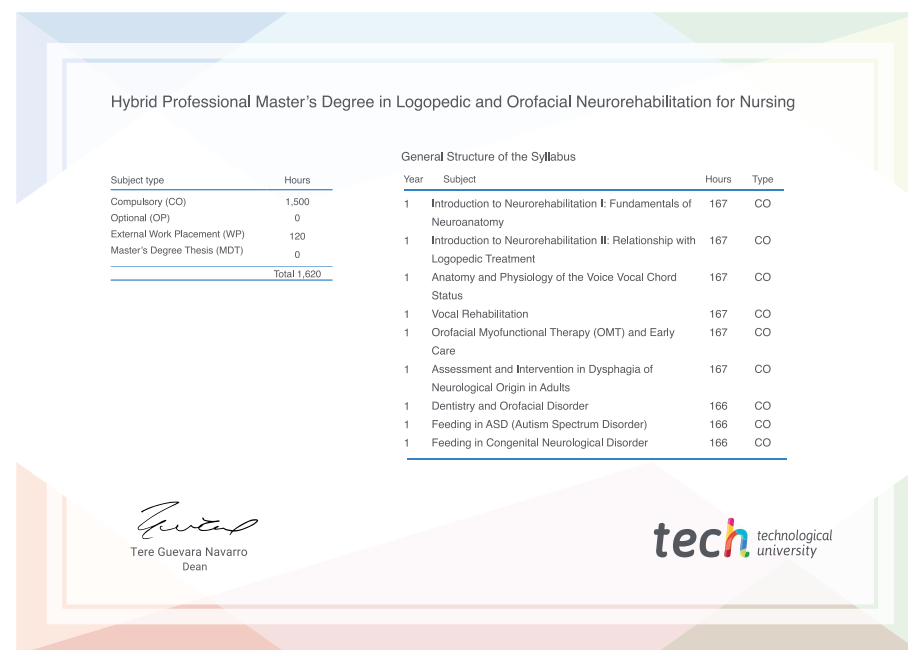 Hybrid Professional Master's Degree in Logopedic and Orofacial Neurorehabilitation for Nursing
Subject type Hours
Compulsory (CO) 1,500
Optional (OP) 0
External Work Placement (WP) 120
Master's Degree Thesis (MDT) 0
Total 1,620
General Structure of the Syllabus
Year Subject Hours Type
1 Introduction to Neurorehabilitation I: Fundamentals of 167 CO
Neuroanatomy
1 Introduction to Neurorehabilitation II: Relationship with 167 CO
Logopedic Treatment
1 Anatomy and Physiology of the Voice Vocal Chord 167 CO
Status
1 Vocal Rehabilitation 167 CO
1 Orofacial Myofunctional Therapy (OMT) and Early 167 CO
Care
1 Assessment and Intervention in Dysphagia of 167 CO
Neurological Origin in Adults
1 Dentistry and Orofacial Disorder 166 CO
1 Feeding in ASD (Autism Spectrum Disorder) 166 CO
1 Feeding in Congenital Neurological Disorder 166 CO
Tere Guevara Navarro
Dean
tech technological
university